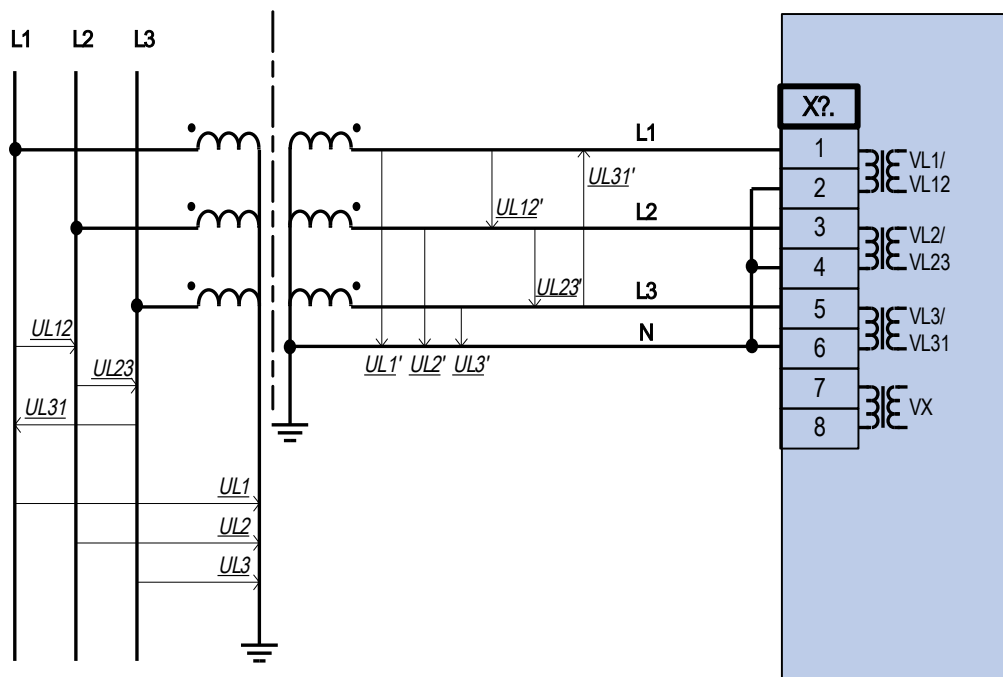 L1 L2 L3
X?.
L1
1
VL1/
UL31'
2
VL12
UL12'
L2
3
VL2/
4
VL23
UL23'
L3
5
VL3/
UL12
N
6
VL31
UL23
UL1' UL2' UL3'
7
UL31
VX
8
UL1
UL2
UL3